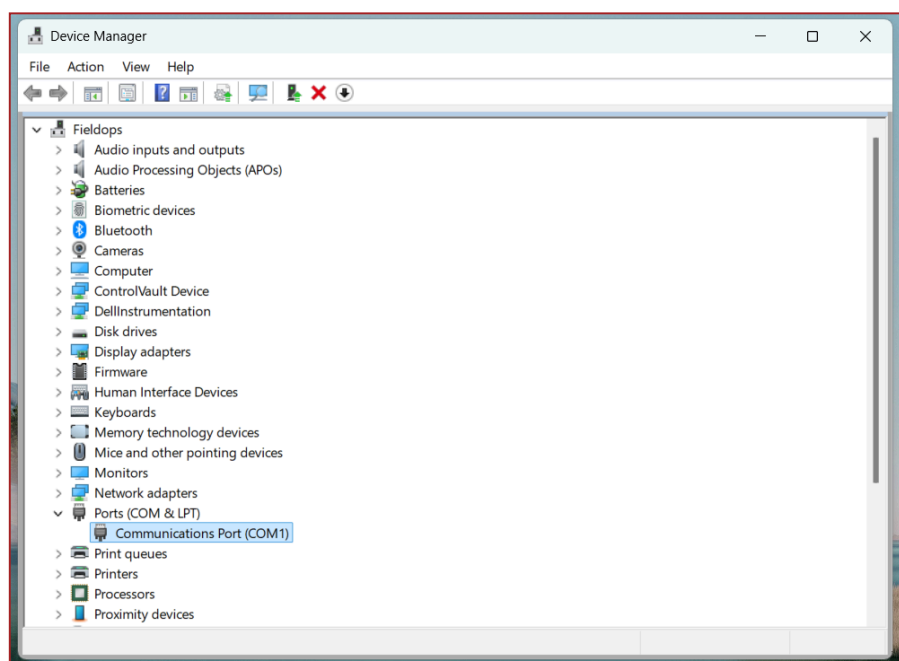 Device Manager
File Action View Help
Fieldops
Audio inputs and outputs
Audio Processing Objects (APOs)
Batteries
Biometric devices
Bluetooth
Cameras
Computer
ControlVault Device
DellInstrumentation
Disk drives
Display adapters
Firmware
Human Interface Devices
Keyboards
Memory technology devices
Mice and other pointing devices
Monitors
Network adapters
Ports (COM & LPT)
Communications Port (COM1)
Print queues
Printers
Processors
Proximity devices